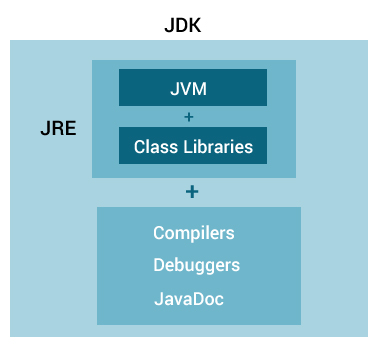 JDK
JVM
+
JRE
Class Libraries
+
Compilers
Debuggers
JavaDoc